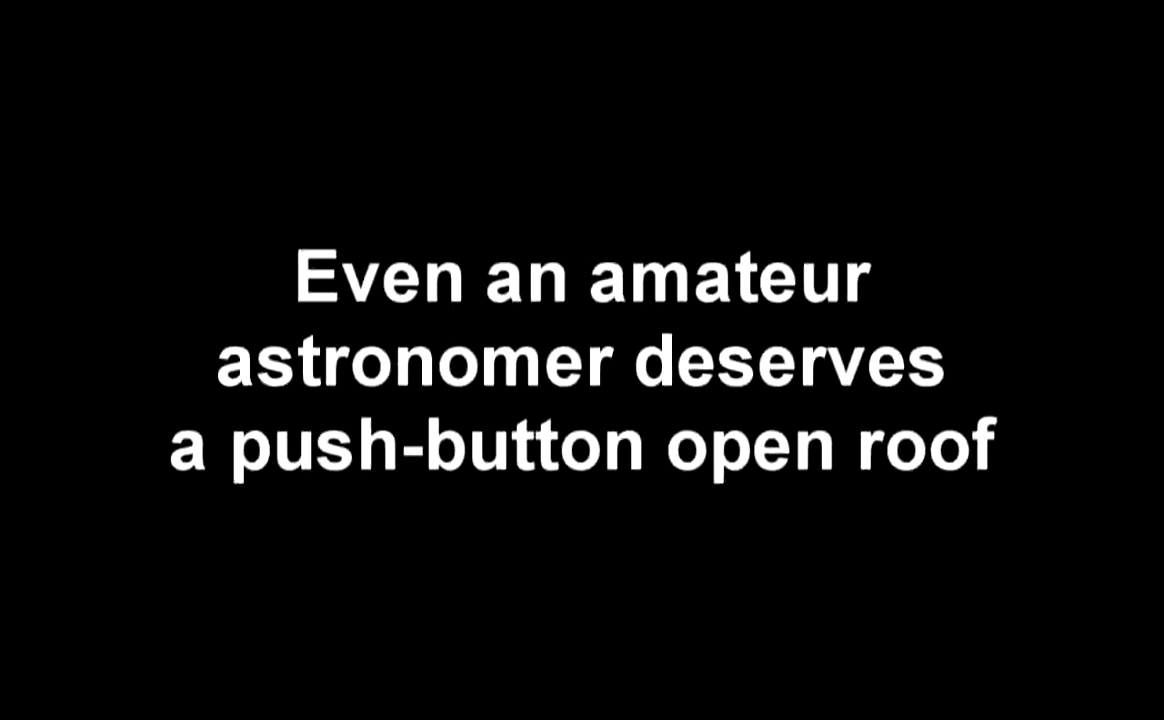 Even an amateur
astronomer deserves
a push-button open roof